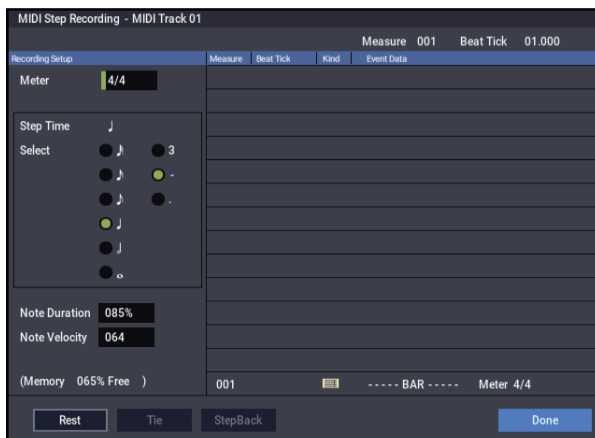 MIDI Step Recording - MIDI Track 01
Measure 001 Beat Tick 01.000
Recording Setup Measure Beat Tick Kind Event Data
Meter 4/4
Step Time
Select 3
-
.
Note Duration 085%
Note Velocity 064
(Memory 065% Free )
001 ----- BAR ----- Meter 4/4
Rest Tie StepBack Done